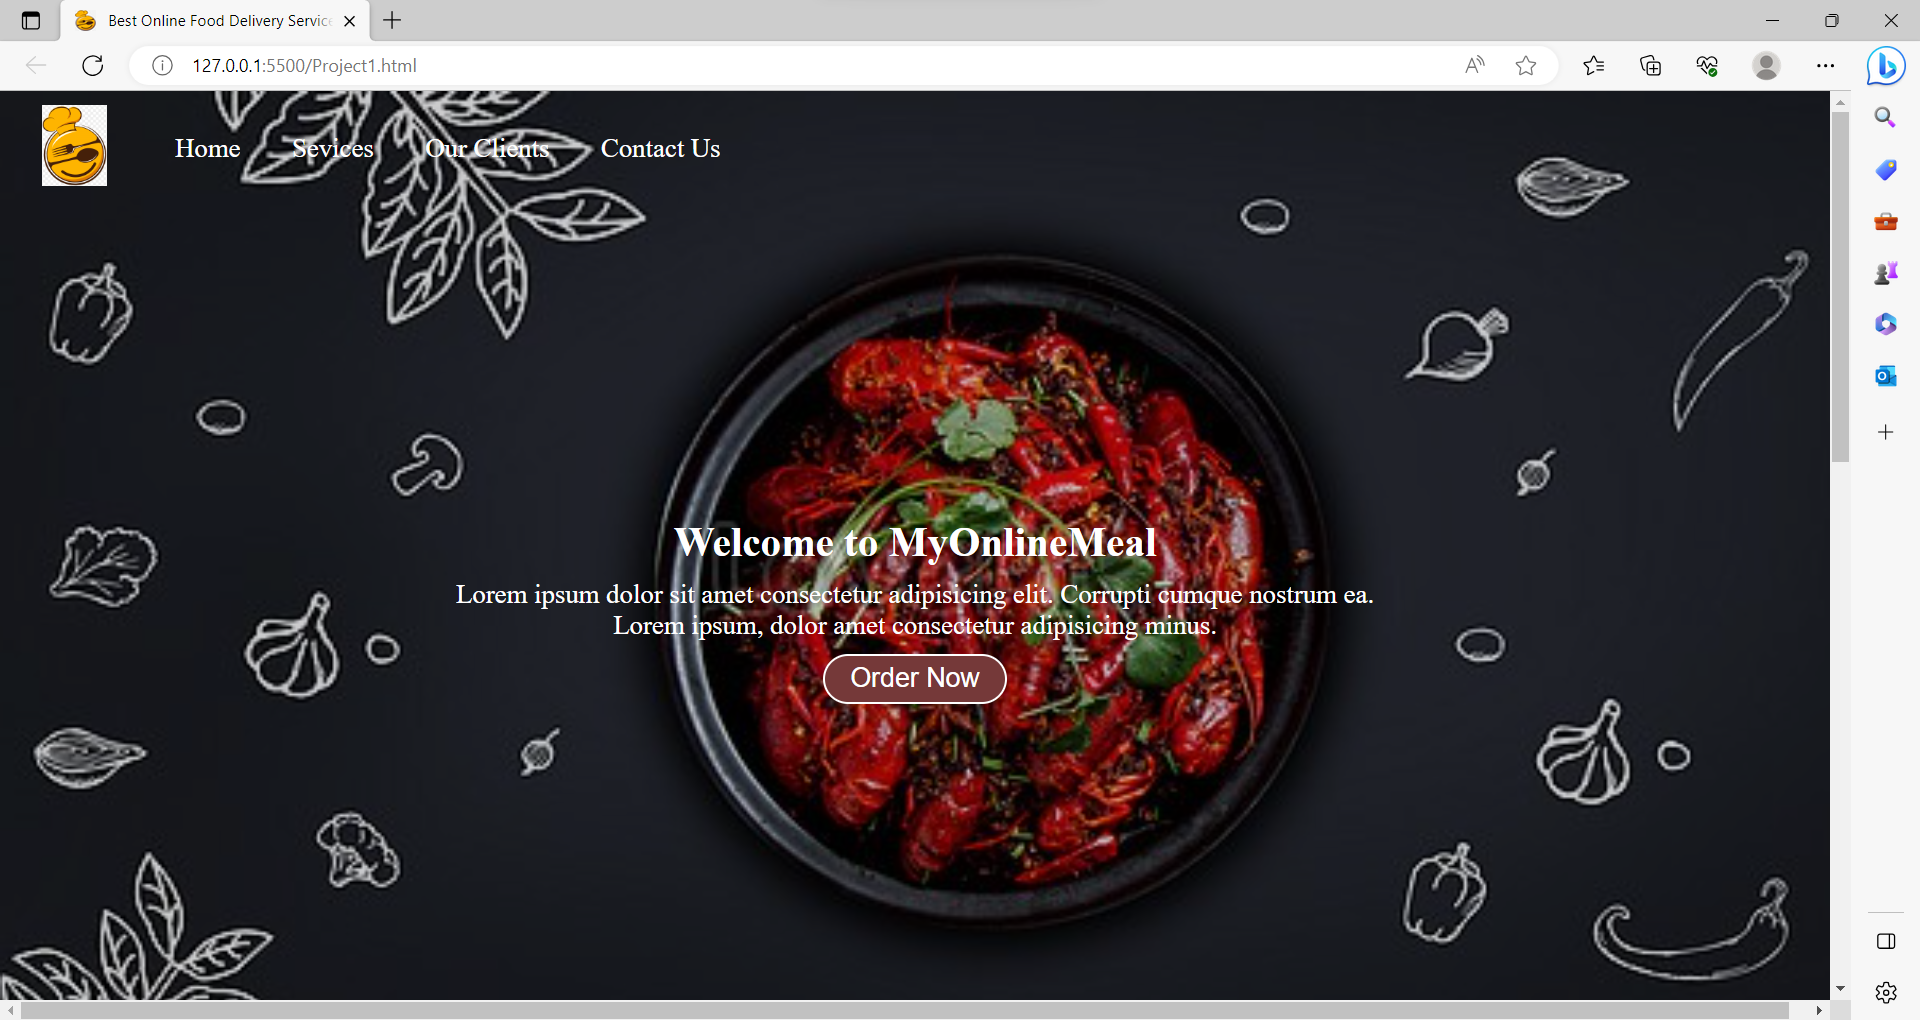 Best Online Food Delivery Service
127.0.0.1:5500/Project1.html
Home Sevices Our Clients Contact Us
Welcome to MyOnlineMeal
Lorem ipsum dolor sit amet consectetur adipisicing elit. Corrupti cumque nostrum ea.
Lorem ipsum, dolor amet consectetur adipisicing minus.
Order Now